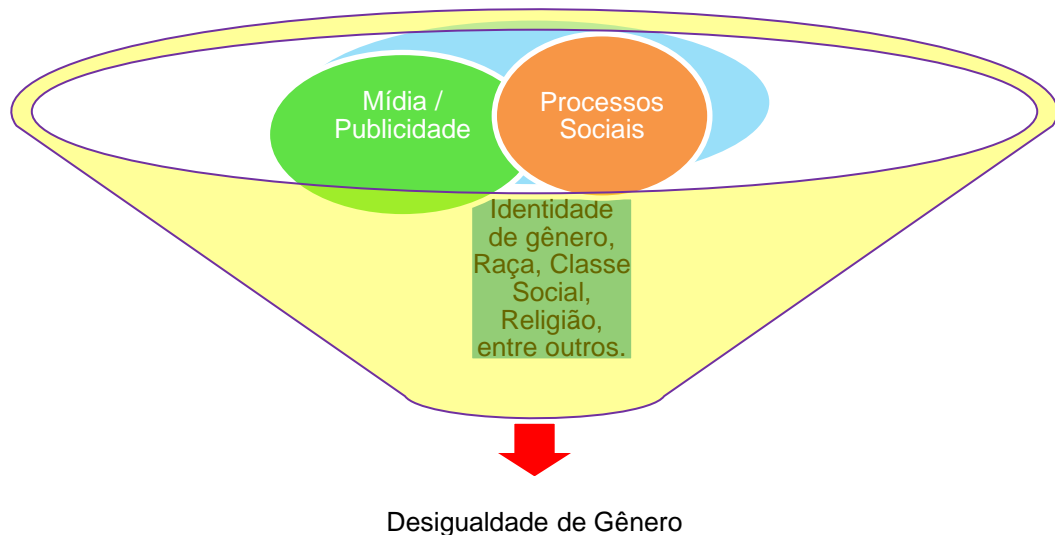 Mídia /
Publicidade
Processos
Sociais
Identidade
de gênero,
Raça, Classe
Social,
Religião,
entre outros.
Desigualdade de Gênero